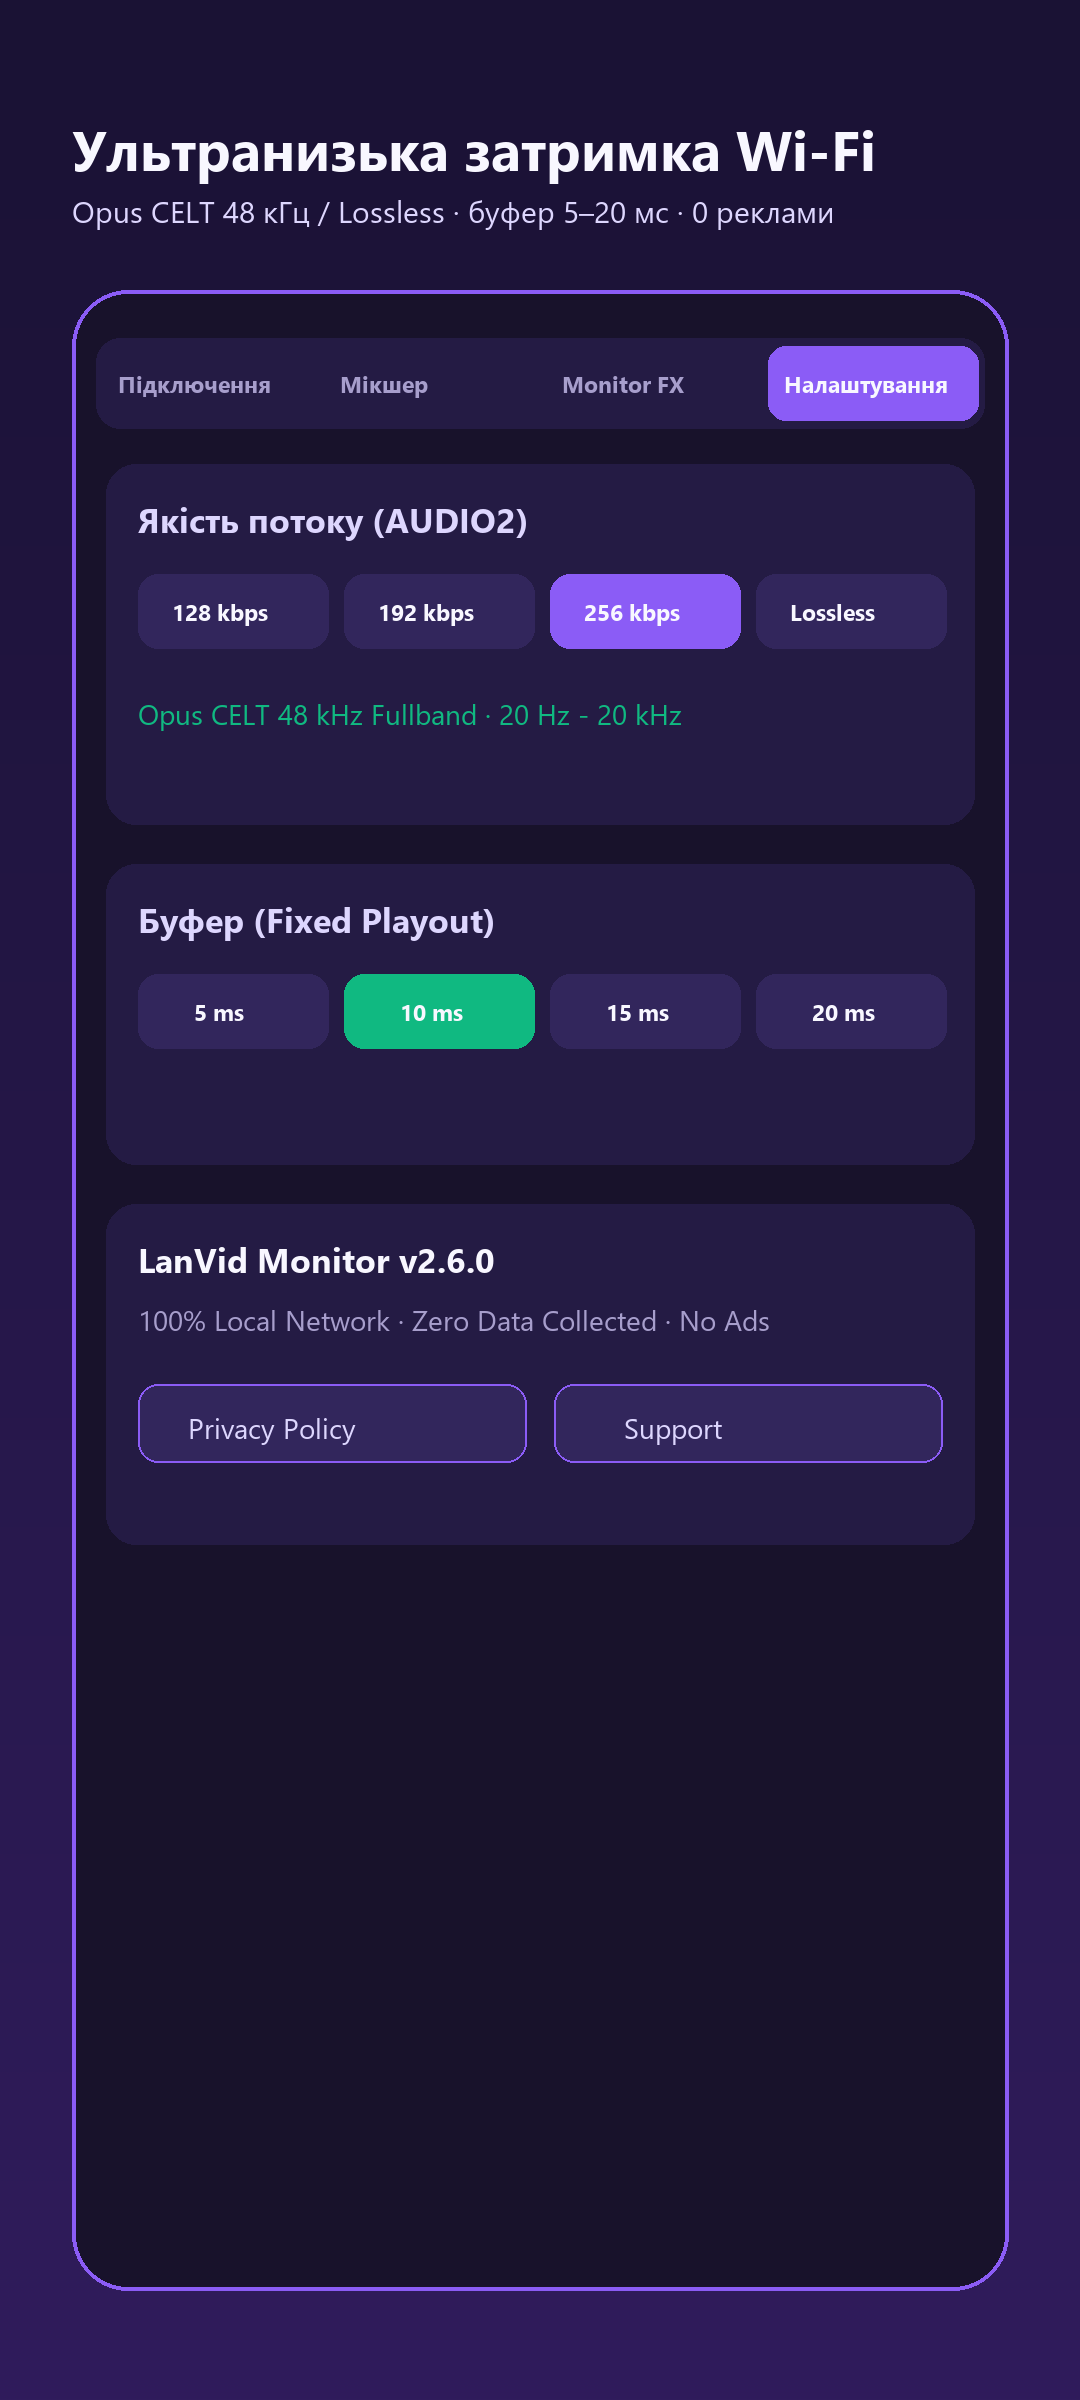 Ультранизька затримка Wi-Fi
Opus CELT 48 кГц / Lossless · буфер 5–20 мс · 0 реклами
Підключення Мікшер Monitor FX Налаштування
Якість потоку (AUDIO2)
128 kbps 192 kbps 256 kbps Lossless
Opus CELT 48 kHz Fullband · 20 Hz - 20 kHz
Буфер (Fixed Playout)
5 ms 10 ms 15 ms 20 ms
LanVid Monitor v2.6.0
100% Local Network · Zero Data Collected · No Ads
Privacy Policy Support